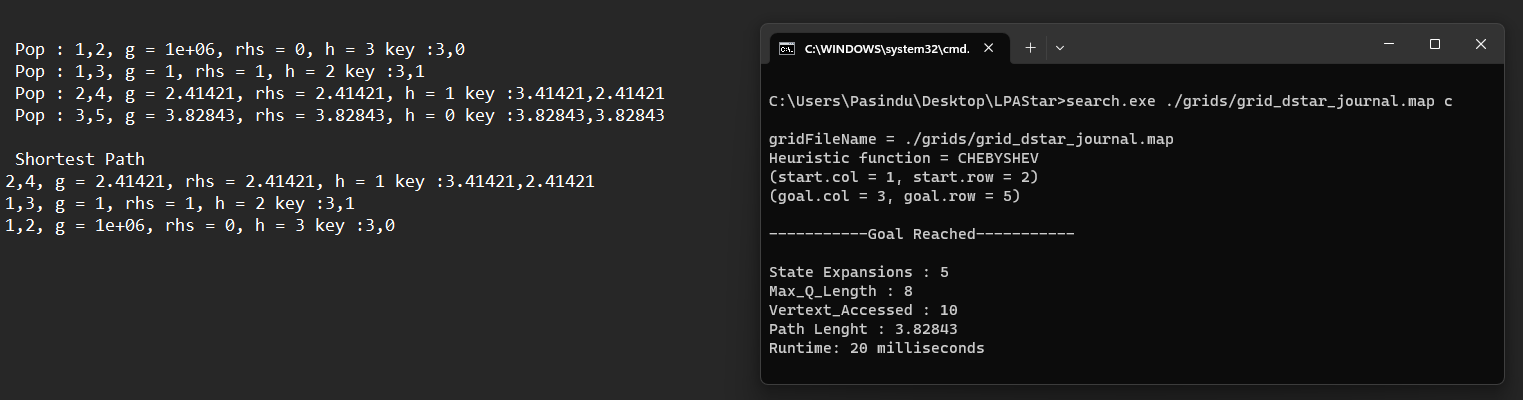 Pop : 1,2, g = 1e+06, rhs = 0, h = 3 key :3,0
Pop : 1,3, g = 1, rhs = 1, h = 2 key :3,1
Pop : 2,4, g = 2.41421, rhs = 2.41421, h = 1 key :3.41421,2.41421
Pop : 3,5, g = 3.82843, rhs = 3.82843, h = 0 key :3.82843,3.82843
Shortest Path
2,4, g = 2.41421, rhs = 2.41421, h = 1 key :3.41421,2.41421
1,3, g = 1, rhs = 1, h = 2 key :3,1
1,2, g = 1e+06, rhs = 0, h = 3 key :3,0
C:\WINDOWS\system32\cmd.
C:\Users\Pasindu\Desktop\LPAStar>search.exe ./grids/grid_dstar_journal.map c
gridFileName = ./grids/grid_dstar_journal.map
Heuristic function = CHEBYSHEV
(start.col = 1, start.row = 2)
(goal.col = 3, goal.row = 5)
-----------Goal Reached-----------
State Expansions : 5
Max_Q_Length : 8
Vertext_Accessed : 10
Path Lenght : 3.82843
Runtime: 20 milliseconds